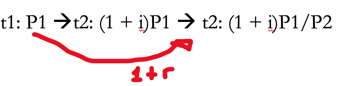 t1: P1 → t2: (1 + i)P1 → t2: (1 + i)P1/P2
1+r